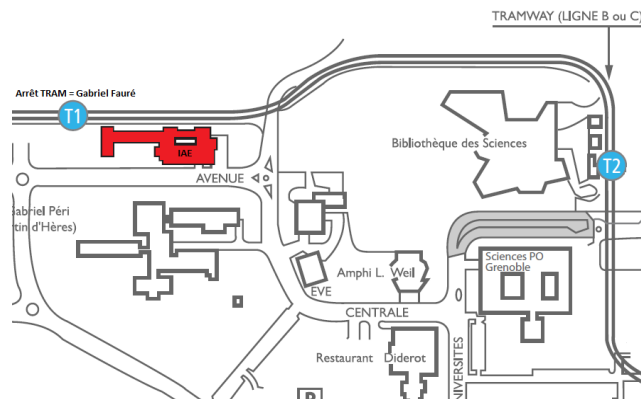 TRAMWAY (LIGNE B ou C)
Arrêt TRAM = Gabriel Fauré
T1
Bibliothèque des Sciences
IAE
T2
AVENUE
Gabriel Péri
tin d'Hères)
Sciences PO
Grenoble
Amphi L. Weil
EVE
CENTRALE
Restaurant Diderot
NIVERSITES
P